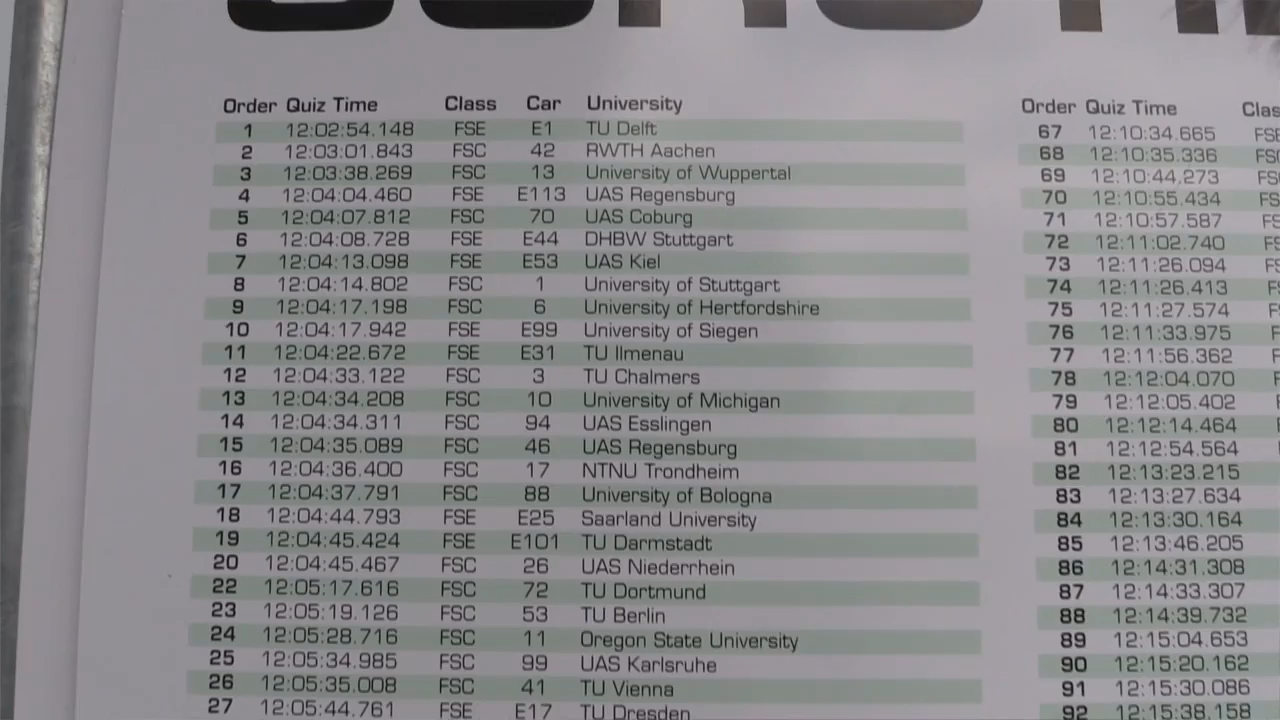 Order Quiz Time Class Car University
1 12:02:54.148 FSE E1 TU Delft
2 12:03:01.843 FSC 42 RWTH Aachen
3 12:03:38.269 FSC 13 University of Wuppertal
4 12:04:04.460 FSE E113 UAS Regensburg
5 12:04:07.812 FSC 70 UAS Coburg
6 12:04:08.728 FSE E44 DHBW Stuttgart
7 12:04:13.098 FSE E53 UAS Kiel
8 12:04:14.802 FSC 1 University of Stuttgart
9 12:04:17.198 FSC 6 University of Hertfordshire
10 12:04:17.942 FSE E99 University of Siegen
11 12:04:22.672 FSE E31 TU Ilmenau
12 12:04:33.122 FSC 3 TU Chalmers
13 12:04:34.208 FSC 10 University of Michigan
14 12:04:34.311 FSC 94 UAS Esslingen
15 12:04:35.089 FSC 46 UAS Regensburg
16 12:04:36.400 FSC 17 NTNU Trondheim
17 12:04:37.791 FSC 88 University of Bologna
18 12:04:44.793 FSE E25 Saarland University
19 12:04:45.424 FSE E101 TU Darmstadt
20 12:04:45.467 FSC 26 UAS Niederrhein
22 12:05:17.616 FSC 72 TU Dortmund
23 12:05:19.126 FSC 53 TU Berlin
24 12:05:28.716 FSC 11 Oregon State University
25 12:05:34.985 FSC 99 UAS Karlsruhe
26 12:05:35.008 FSC 41 TU Vienna
27 12:05:44.761 FSE E17 TU Dresden
Order Quiz Time Clas
67 12:10:34.665 FSE
68 12:10:35.336 FSC
69 12:10:44.273 FS
70 12:10:55.434 FS
71 12:10:57.587 FS
72 12:11:02.740 FS
73 12:11:26.094 FS
74 12:11:26.413 FS
75 12:11:27.574 F
76 12:11:33.975 F
77 12:11:56.362 F
78 12:12:04.070 F
79 12:12:05.402 F
80 12:12:14.464
81 12:12:54.564
82 12:13:23.215
83 12:13:27.634
84 12:13:30.164
85 12:13:46.205
86 12:14:31.308
87 12:14:33.307
88 12:14:39.732
89 12:15:04.653
90 12:15:20.162
91 12:15:30.086
92 12:15:38.158